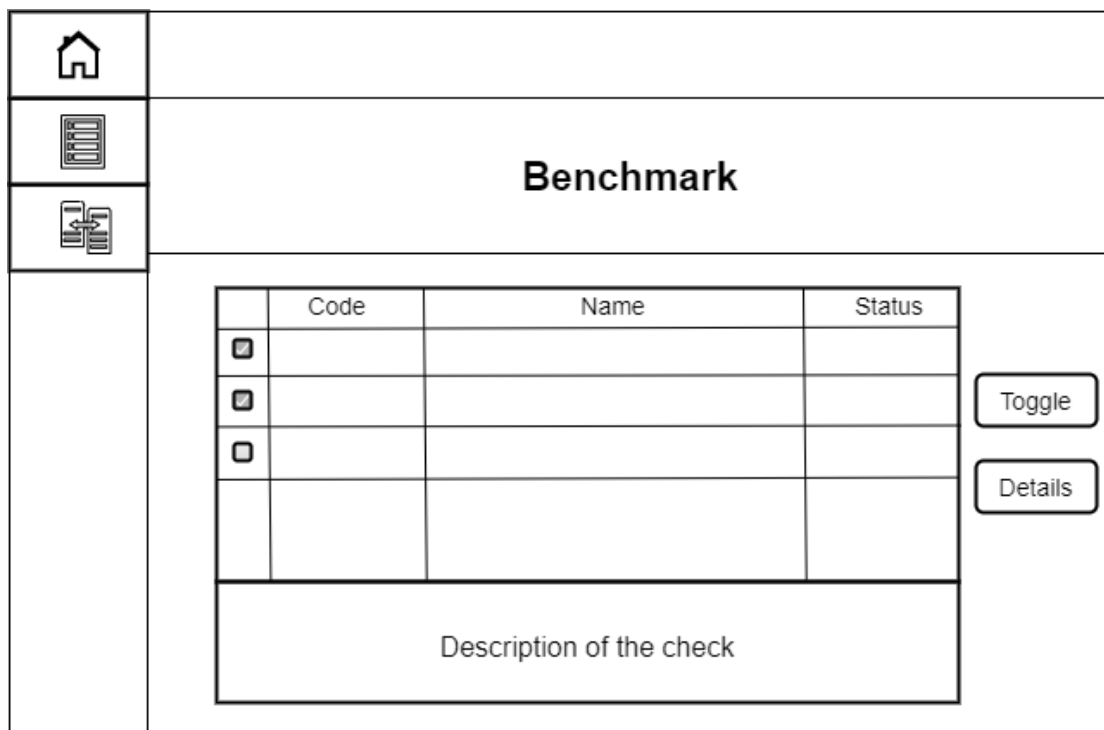 Benchmark
Code Name Status
Toggle
Details
Description of the check